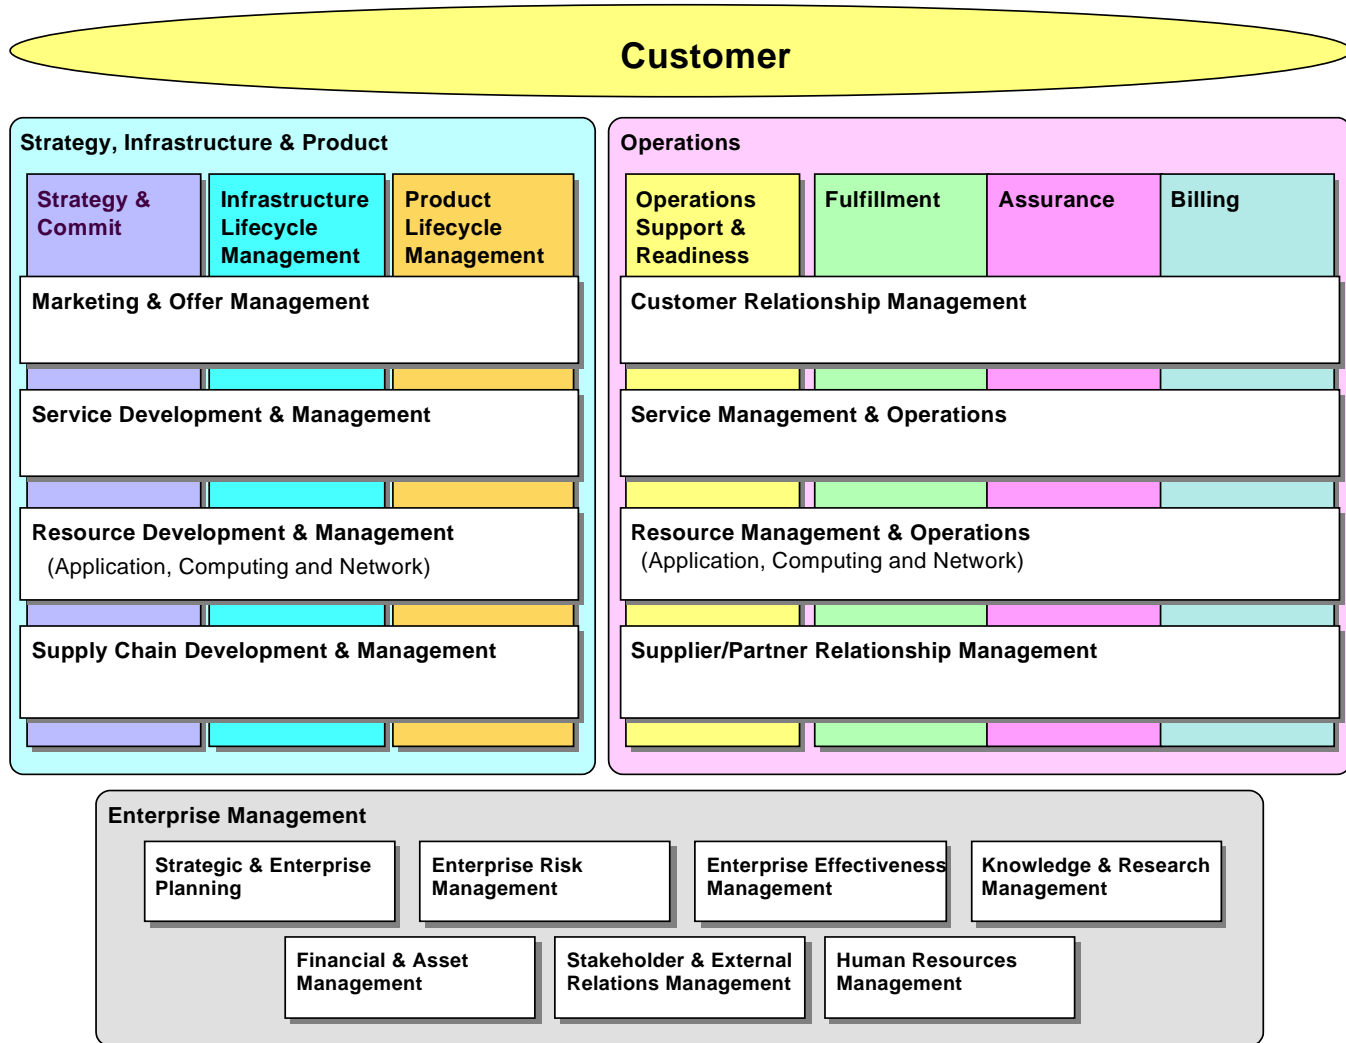 Customer
Strategy, Infrastructure & Product
Strategy &
Commit
Infrastructure
Lifecycle
Management
Product
Lifecycle
Management
Marketing & Offer Management
Service Development & Management
Resource Development & Management
(Application, Computing and Network)
Supply Chain Development & Management
Operations
Operations
Support &
Readiness
Fulfillment
Assurance
Billing
Customer Relationship Management
Service Management & Operations
Resource Management & Operations
(Application, Computing and Network)
Supplier/Partner Relationship Management
Enterprise Management
Strategic & Enterprise
Planning
Enterprise Risk
Management
Enterprise Effectiveness
Management
Knowledge & Research
Management
Financial & Asset
Management
Stakeholder & External
Relations Management
Human Resources
Management